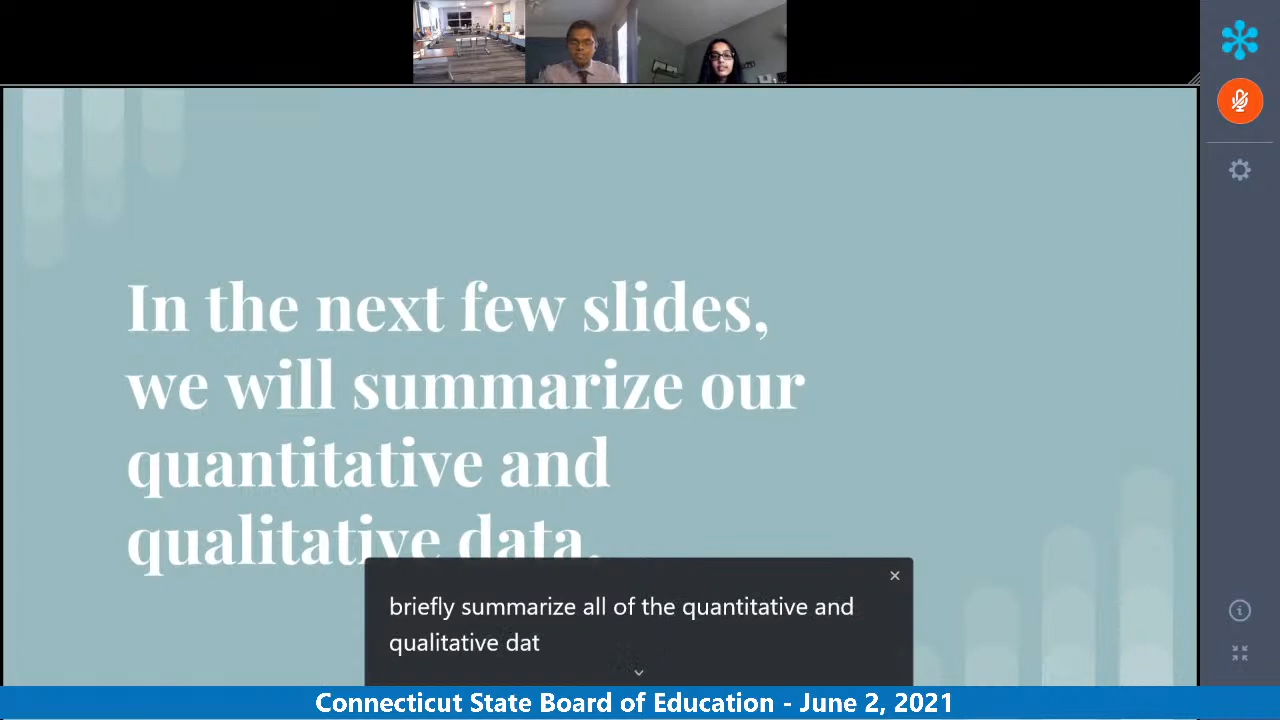 In the next few slides,
we will summarize our
quantitative and
qualitative data.
briefly summarize all of the quantitative and
qualitative dat
Connecticut State Board of Education - June 2, 2021